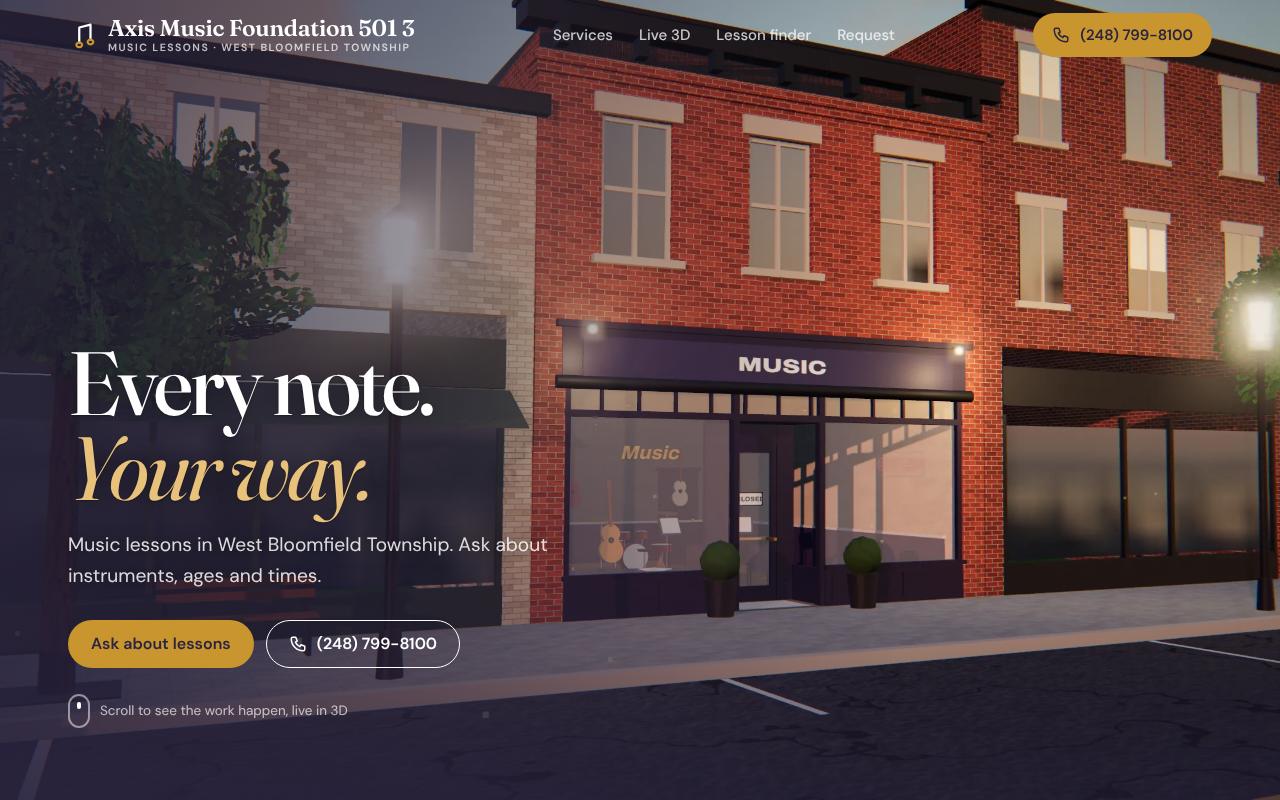 Axis Music Foundation 501 3
MUSIC LESSONS · WEST BLOOMFIELD TOWNSHIP
Services
Live 3D
Lesson finder
Request
(248) 799-8100
MUSIC
Music
Every note.
Your way.
Music lessons in West Bloomfield Township. Ask about
instruments, ages and times.
Ask about lessons
(248) 799-8100
Scroll to see the work happen, live in 3D